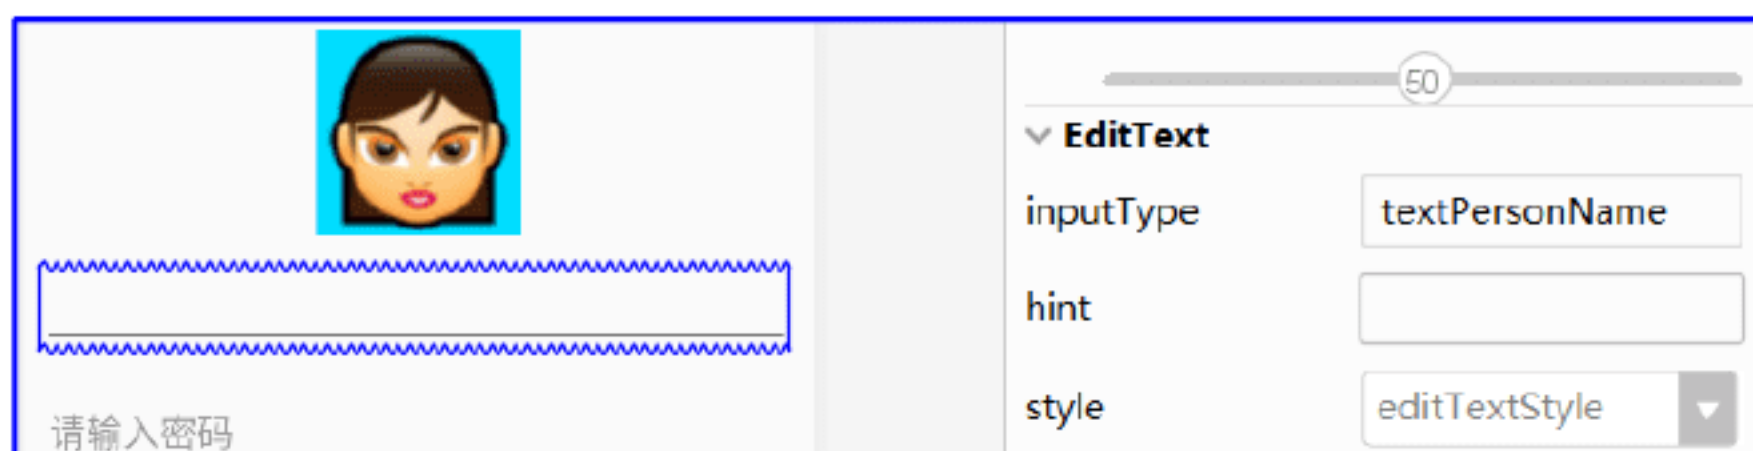 50
EditText
inputType textPersonName
hint
style editTextStyle
请输入密码